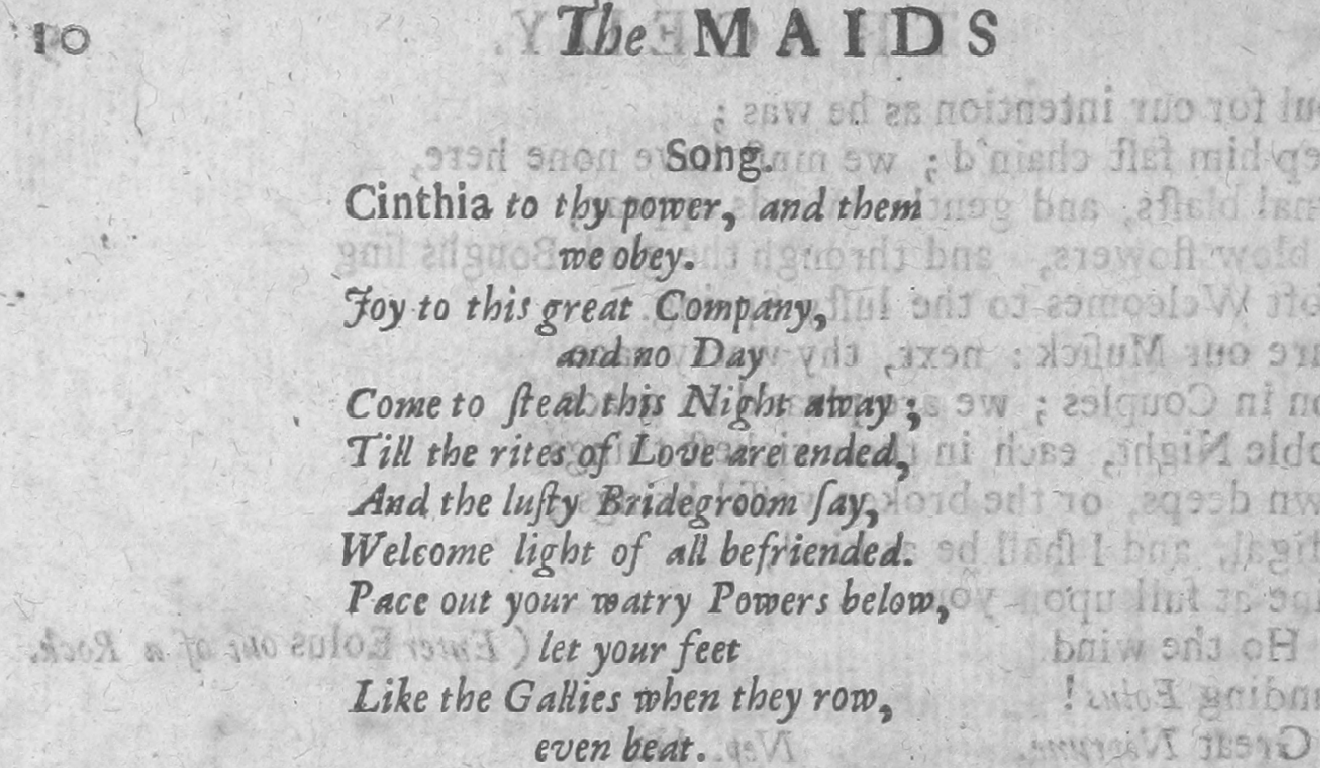 10 The MAIDS
Song.
Cinthia to thy power, and them
we obey.
Joy to this great Company,
and no Day
Come to ſteal this Night away;
Till the rites of Love are ended,
And the luſty Bridegroom ſay,
Welcome light of all befriended.
Pace out your watry Powers below,
let your feet
Like the Gallies when they row,
even beat.